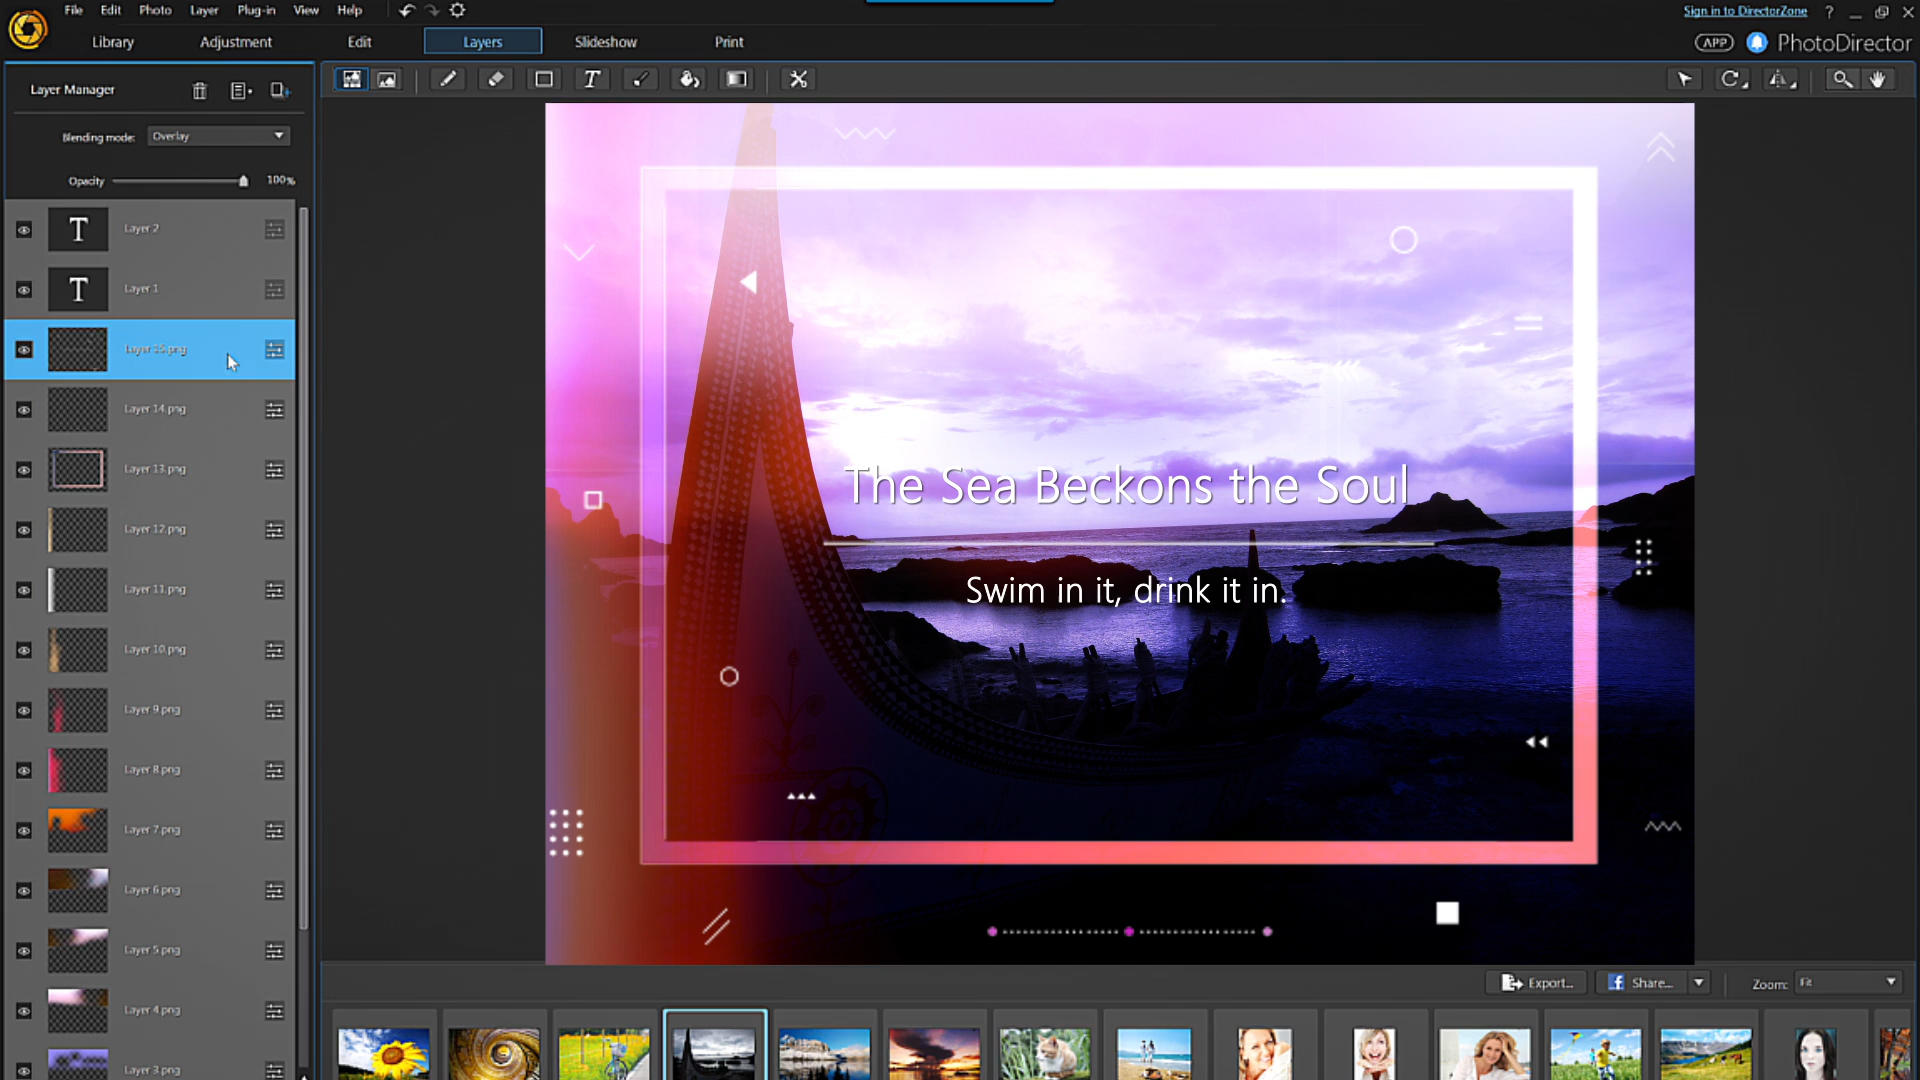 File Edit Photo Layer Plug-in View Help
Sign in to DirectorZone ?
Library Adjustment Edit Layers Slideshow Print
APP PhotoDirector
Layer Manager
Blending mode: Overlay
Opacity 100%
T Layer 2
T Layer 1
Layer 15.png
Layer 14.png
Layer 13.png
Layer 12.png
Layer 11.png
Layer 10.png
Layer 9.png
Layer 8.png
Layer 7.png
Layer 6.png
Layer 5.png
Layer 4.png
Layer 3.png
T
The Sea Beckons the Soul
Swim in it, drink it in.
Export... f Share... Zoom: Fit